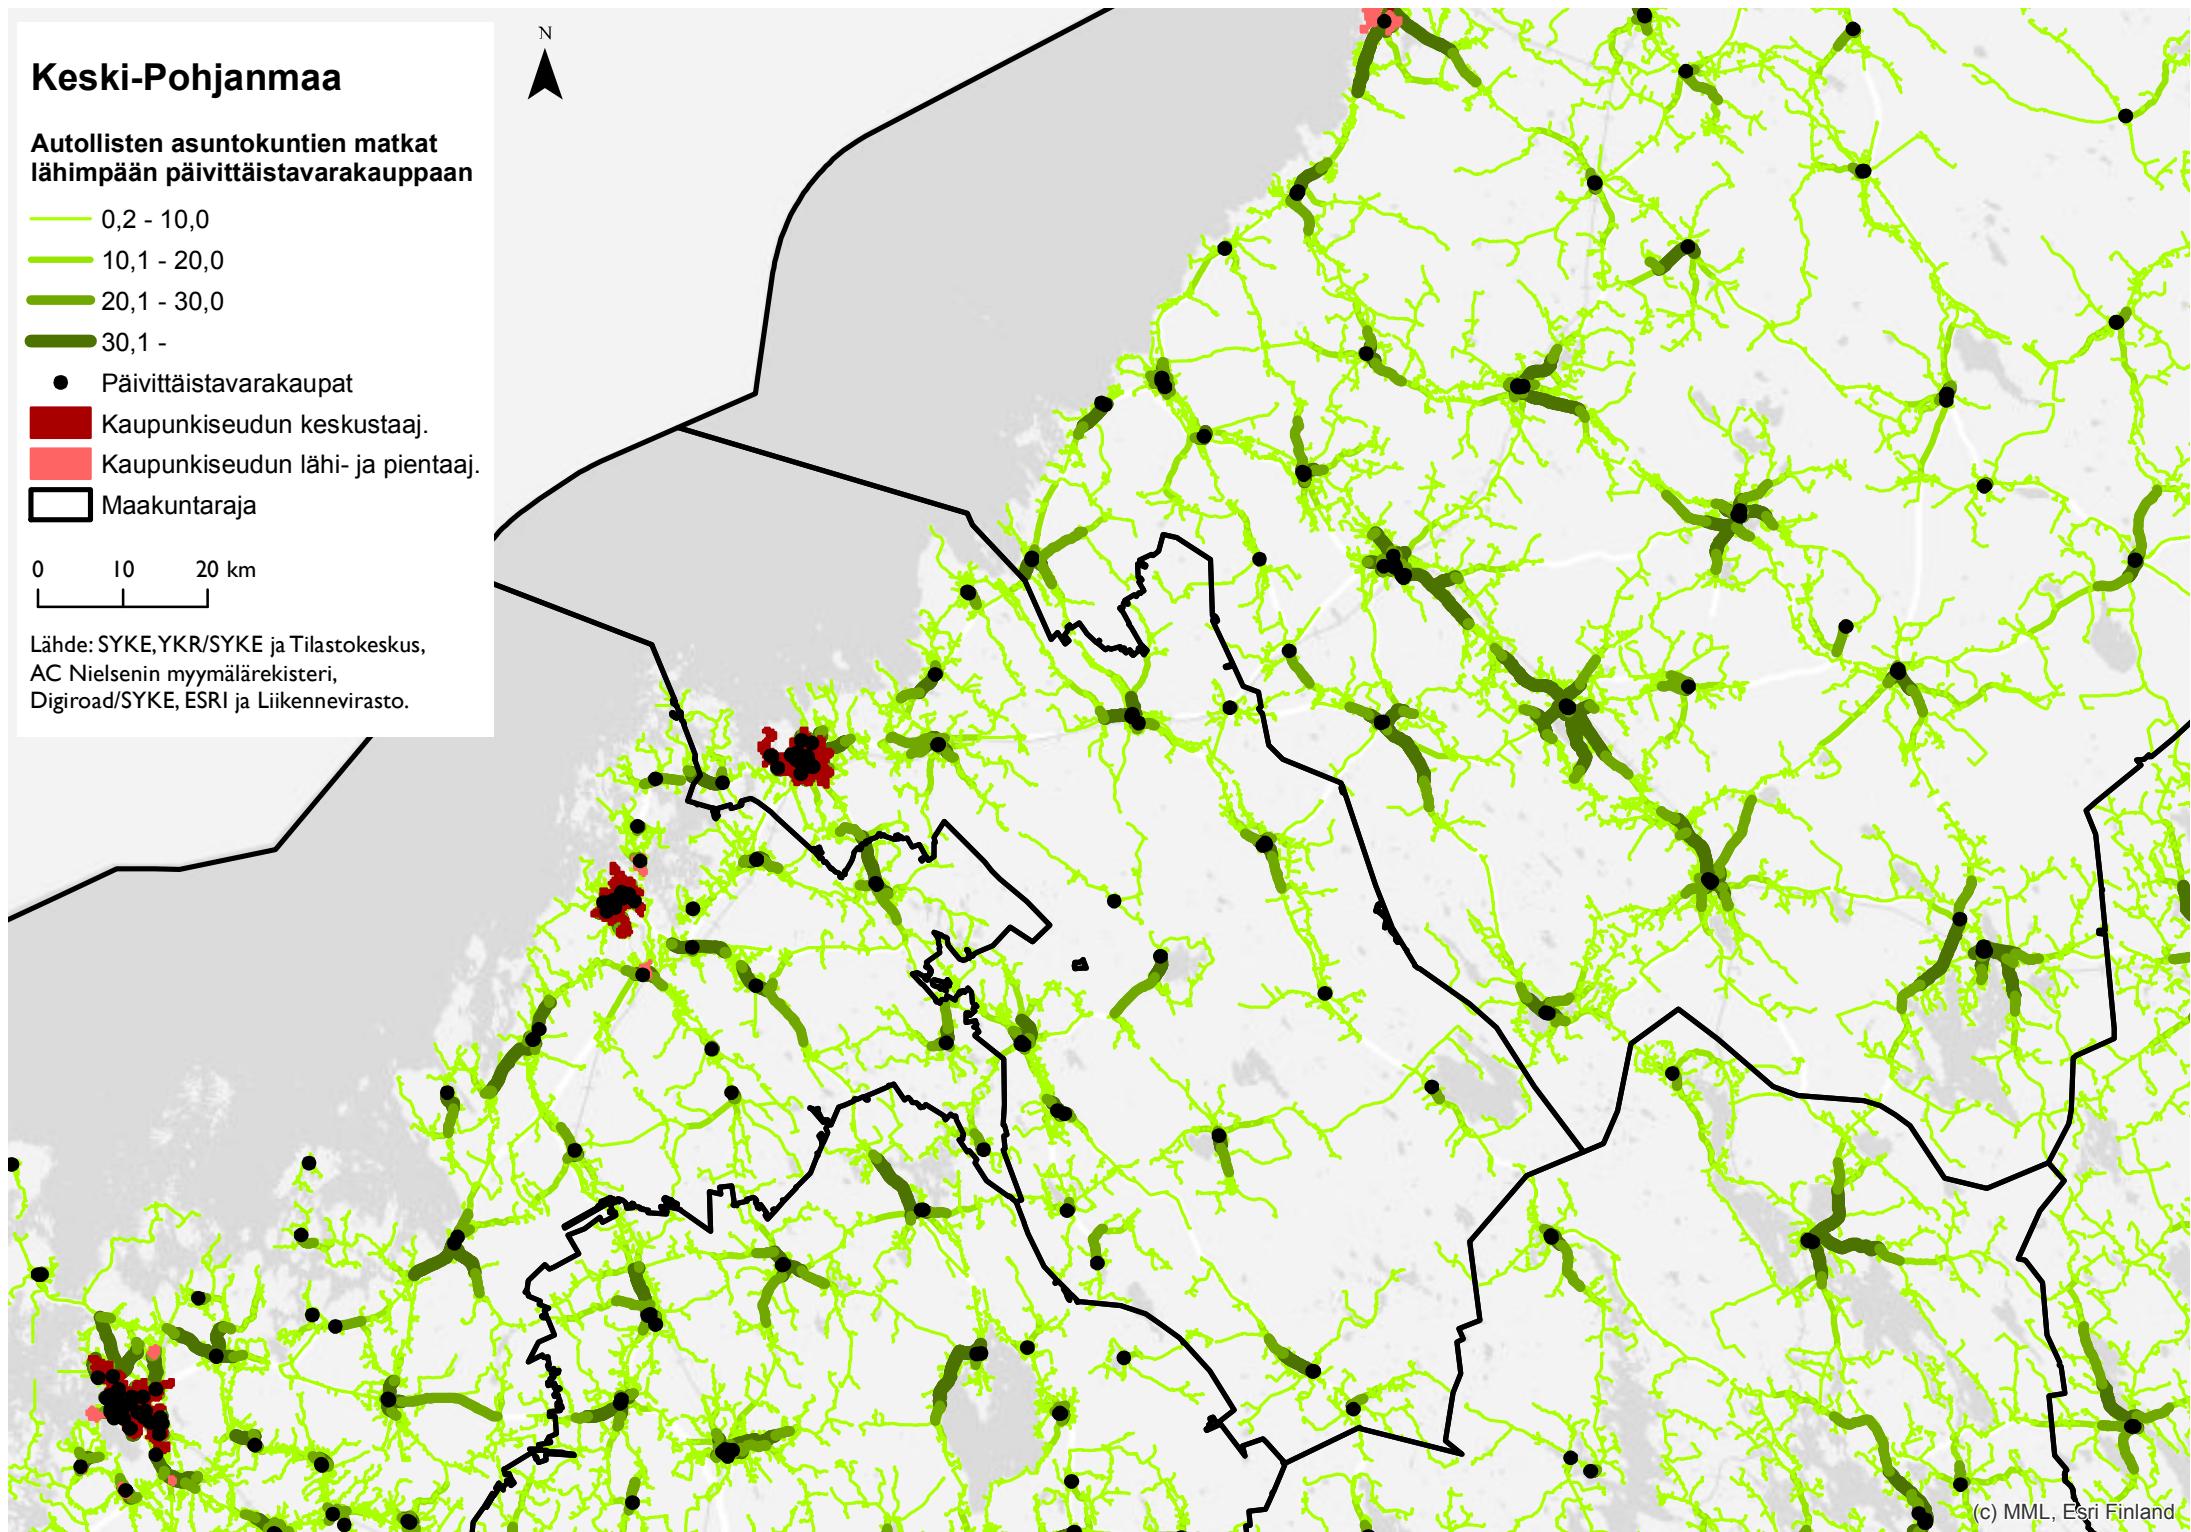 N
Keski-Pohjanmaa
Autollisten asuntokuntien matkat
lähimpään päivittäistavarakauppaan
0,2 - 10,0
10,1 - 20,0
20,1 - 30,0
30,1 -
Päivittäistavarakaupat
Kaupunkiseudun keskustaaj.
Kaupunkiseudun lähi- ja pientaaj.
Maakuntaraja
0 10 20 km
Lähde: SYKE, YKR/SYKE ja Tilastokeskus,
AC Nielsenin myymälärekisteri,
Digiroad/SYKE, ESRI ja Liikennevirasto.
(c) MML, Esri Finland